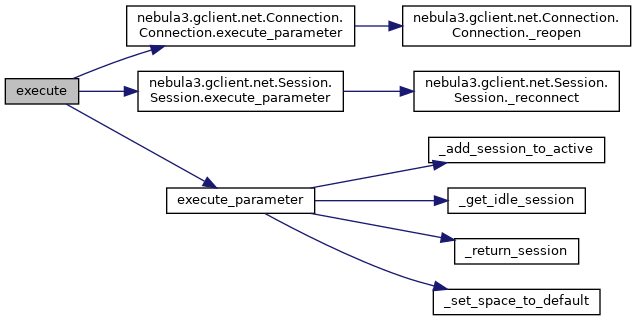 nebula3.gclient.net.Connection.
Connection.execute_parameter
nebula3.gclient.net.Connection.
Connection._reopen
execute
nebula3.gclient.net.Session.
Session.execute_parameter
nebula3.gclient.net.Session.
Session._reconnect
_add_session_to_active
execute_parameter
_get_idle_session
_return_session
_set_space_to_default